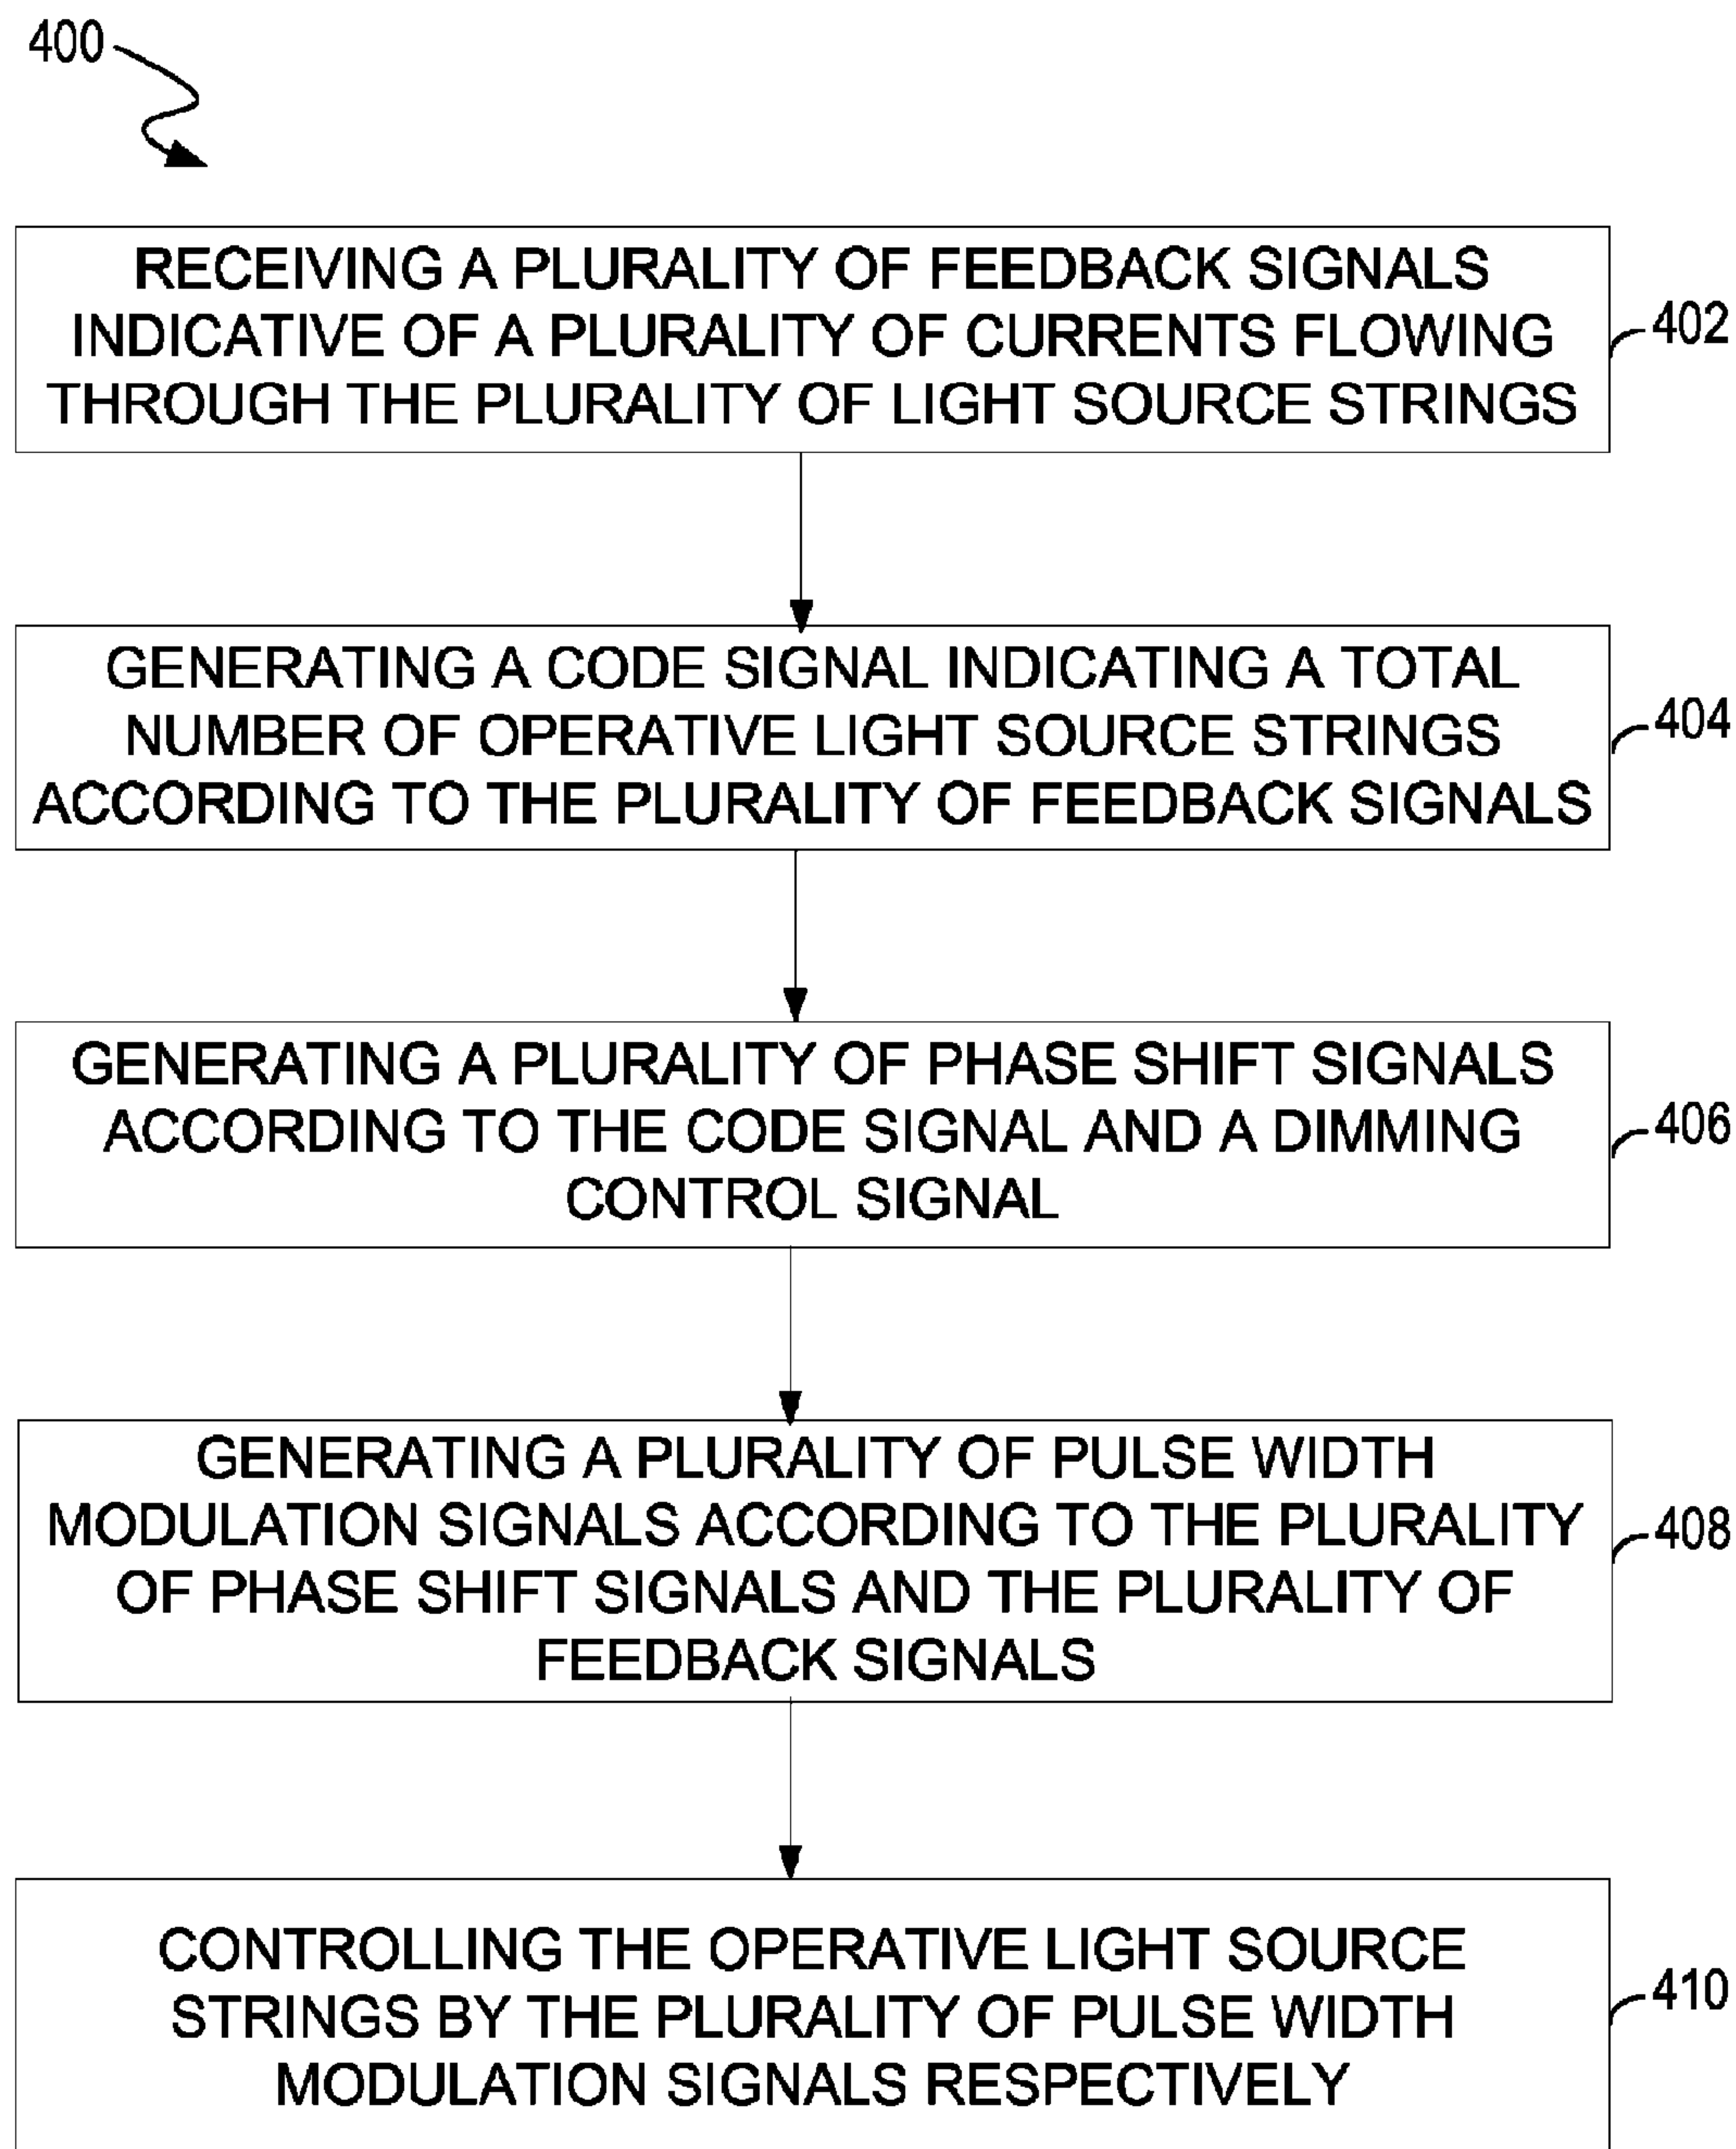 400
RECEIVING A PLURALITY OF FEEDBACK SIGNALS
INDICATIVE OF A PLURALITY OF CURRENTS FLOWING
THROUGH THE PLURALITY OF LIGHT SOURCE STRINGS
402
GENERATING A CODE SIGNAL INDICATING A TOTAL
NUMBER OF OPERATIVE LIGHT SOURCE STRINGS
ACCORDING TO THE PLURALITY OF FEEDBACK SIGNALS
404
GENERATING A PLURALITY OF PHASE SHIFT SIGNALS
ACCORDING TO THE CODE SIGNAL AND A DIMMING
CONTROL SIGNAL
406
GENERATING A PLURALITY OF PULSE WIDTH
MODULATION SIGNALS ACCORDING TO THE PLURALITY
OF PHASE SHIFT SIGNALS AND THE PLURALITY OF
FEEDBACK SIGNALS
408
CONTROLLING THE OPERATIVE LIGHT SOURCE
STRINGS BY THE PLURALITY OF PULSE WIDTH
MODULATION SIGNALS RESPECTIVELY
410